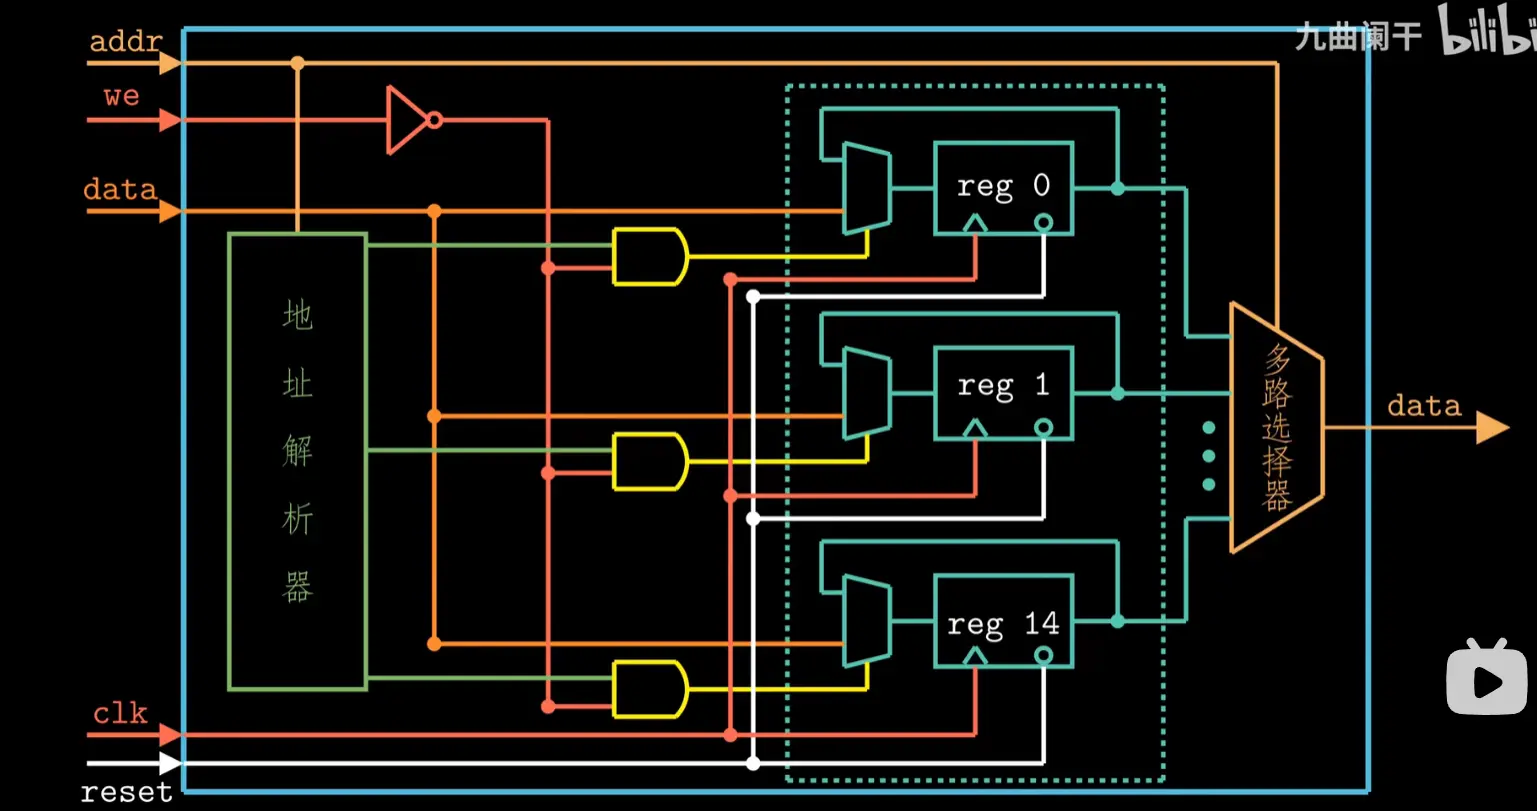 addr
we
data
clk
reset
地址解析器
reg 0
reg 1
reg 14
多路选择器
data
九曲阑干
bilibi